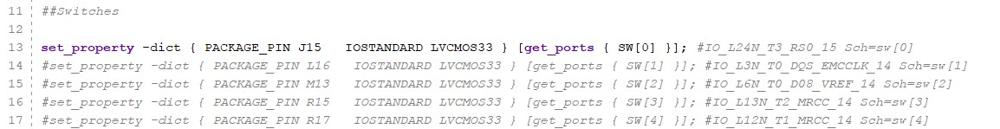 11 ##Switches
12
13 set_property -dict { PACKAGE_PIN J15   IOSTANDARD LVCMOS33 } [get_ports { SW[0] }]; #IO_L24N_T3_RS0_15 Sch=sw[0]
14 #set_property -dict { PACKAGE_PIN L16   IOSTANDARD LVCMOS33 } [get_ports { SW[1] }]; #IO_L3N_T0_DQS_EMCCLK_14 Sch=sw[1]
15 #set_property -dict { PACKAGE_PIN M13   IOSTANDARD LVCMOS33 } [get_ports { SW[2] }]; #IO_L6N_T0_D08_VREF_14 Sch=sw[2]
16 #set_property -dict { PACKAGE_PIN R15   IOSTANDARD LVCMOS33 } [get_ports { SW[3] }]; #IO_L13N_T2_MRCC_14 Sch=sw[3]
17 #set_property -dict { PACKAGE_PIN R17   IOSTANDARD LVCMOS33 } [get_ports { SW[4] }]; #IO_L12N_T1_MRCC_14 Sch=sw[4]